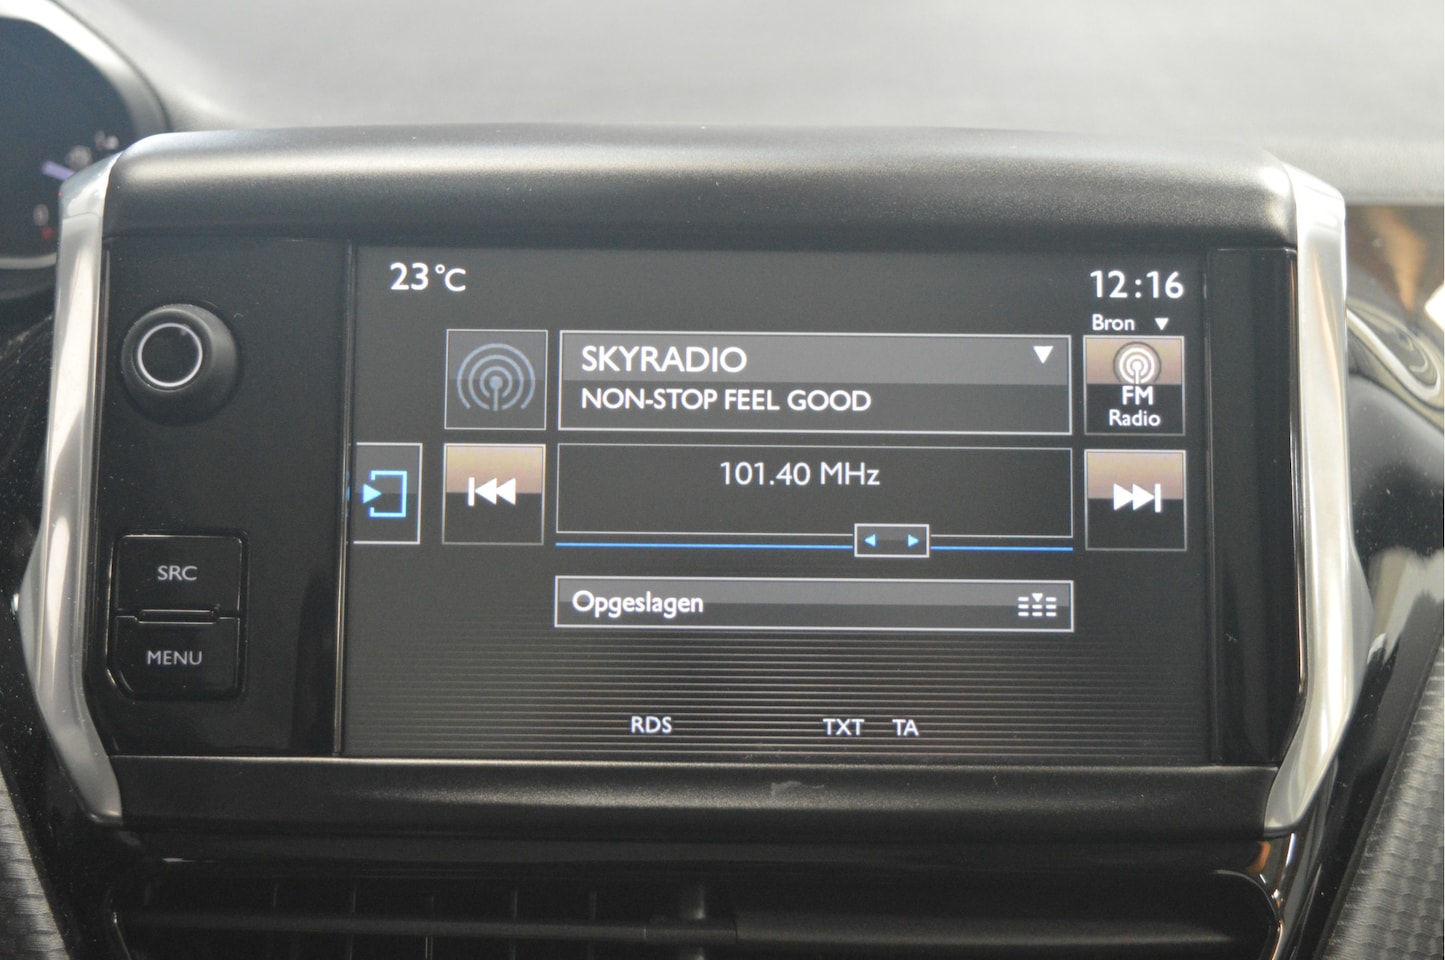 23°C
12:16
Bron
SKYRADIO
NON-STOP FEEL GOOD
FM
Radio
101.40 MHz
SRC
Opgeslagen
MENU
RDS TXT TA